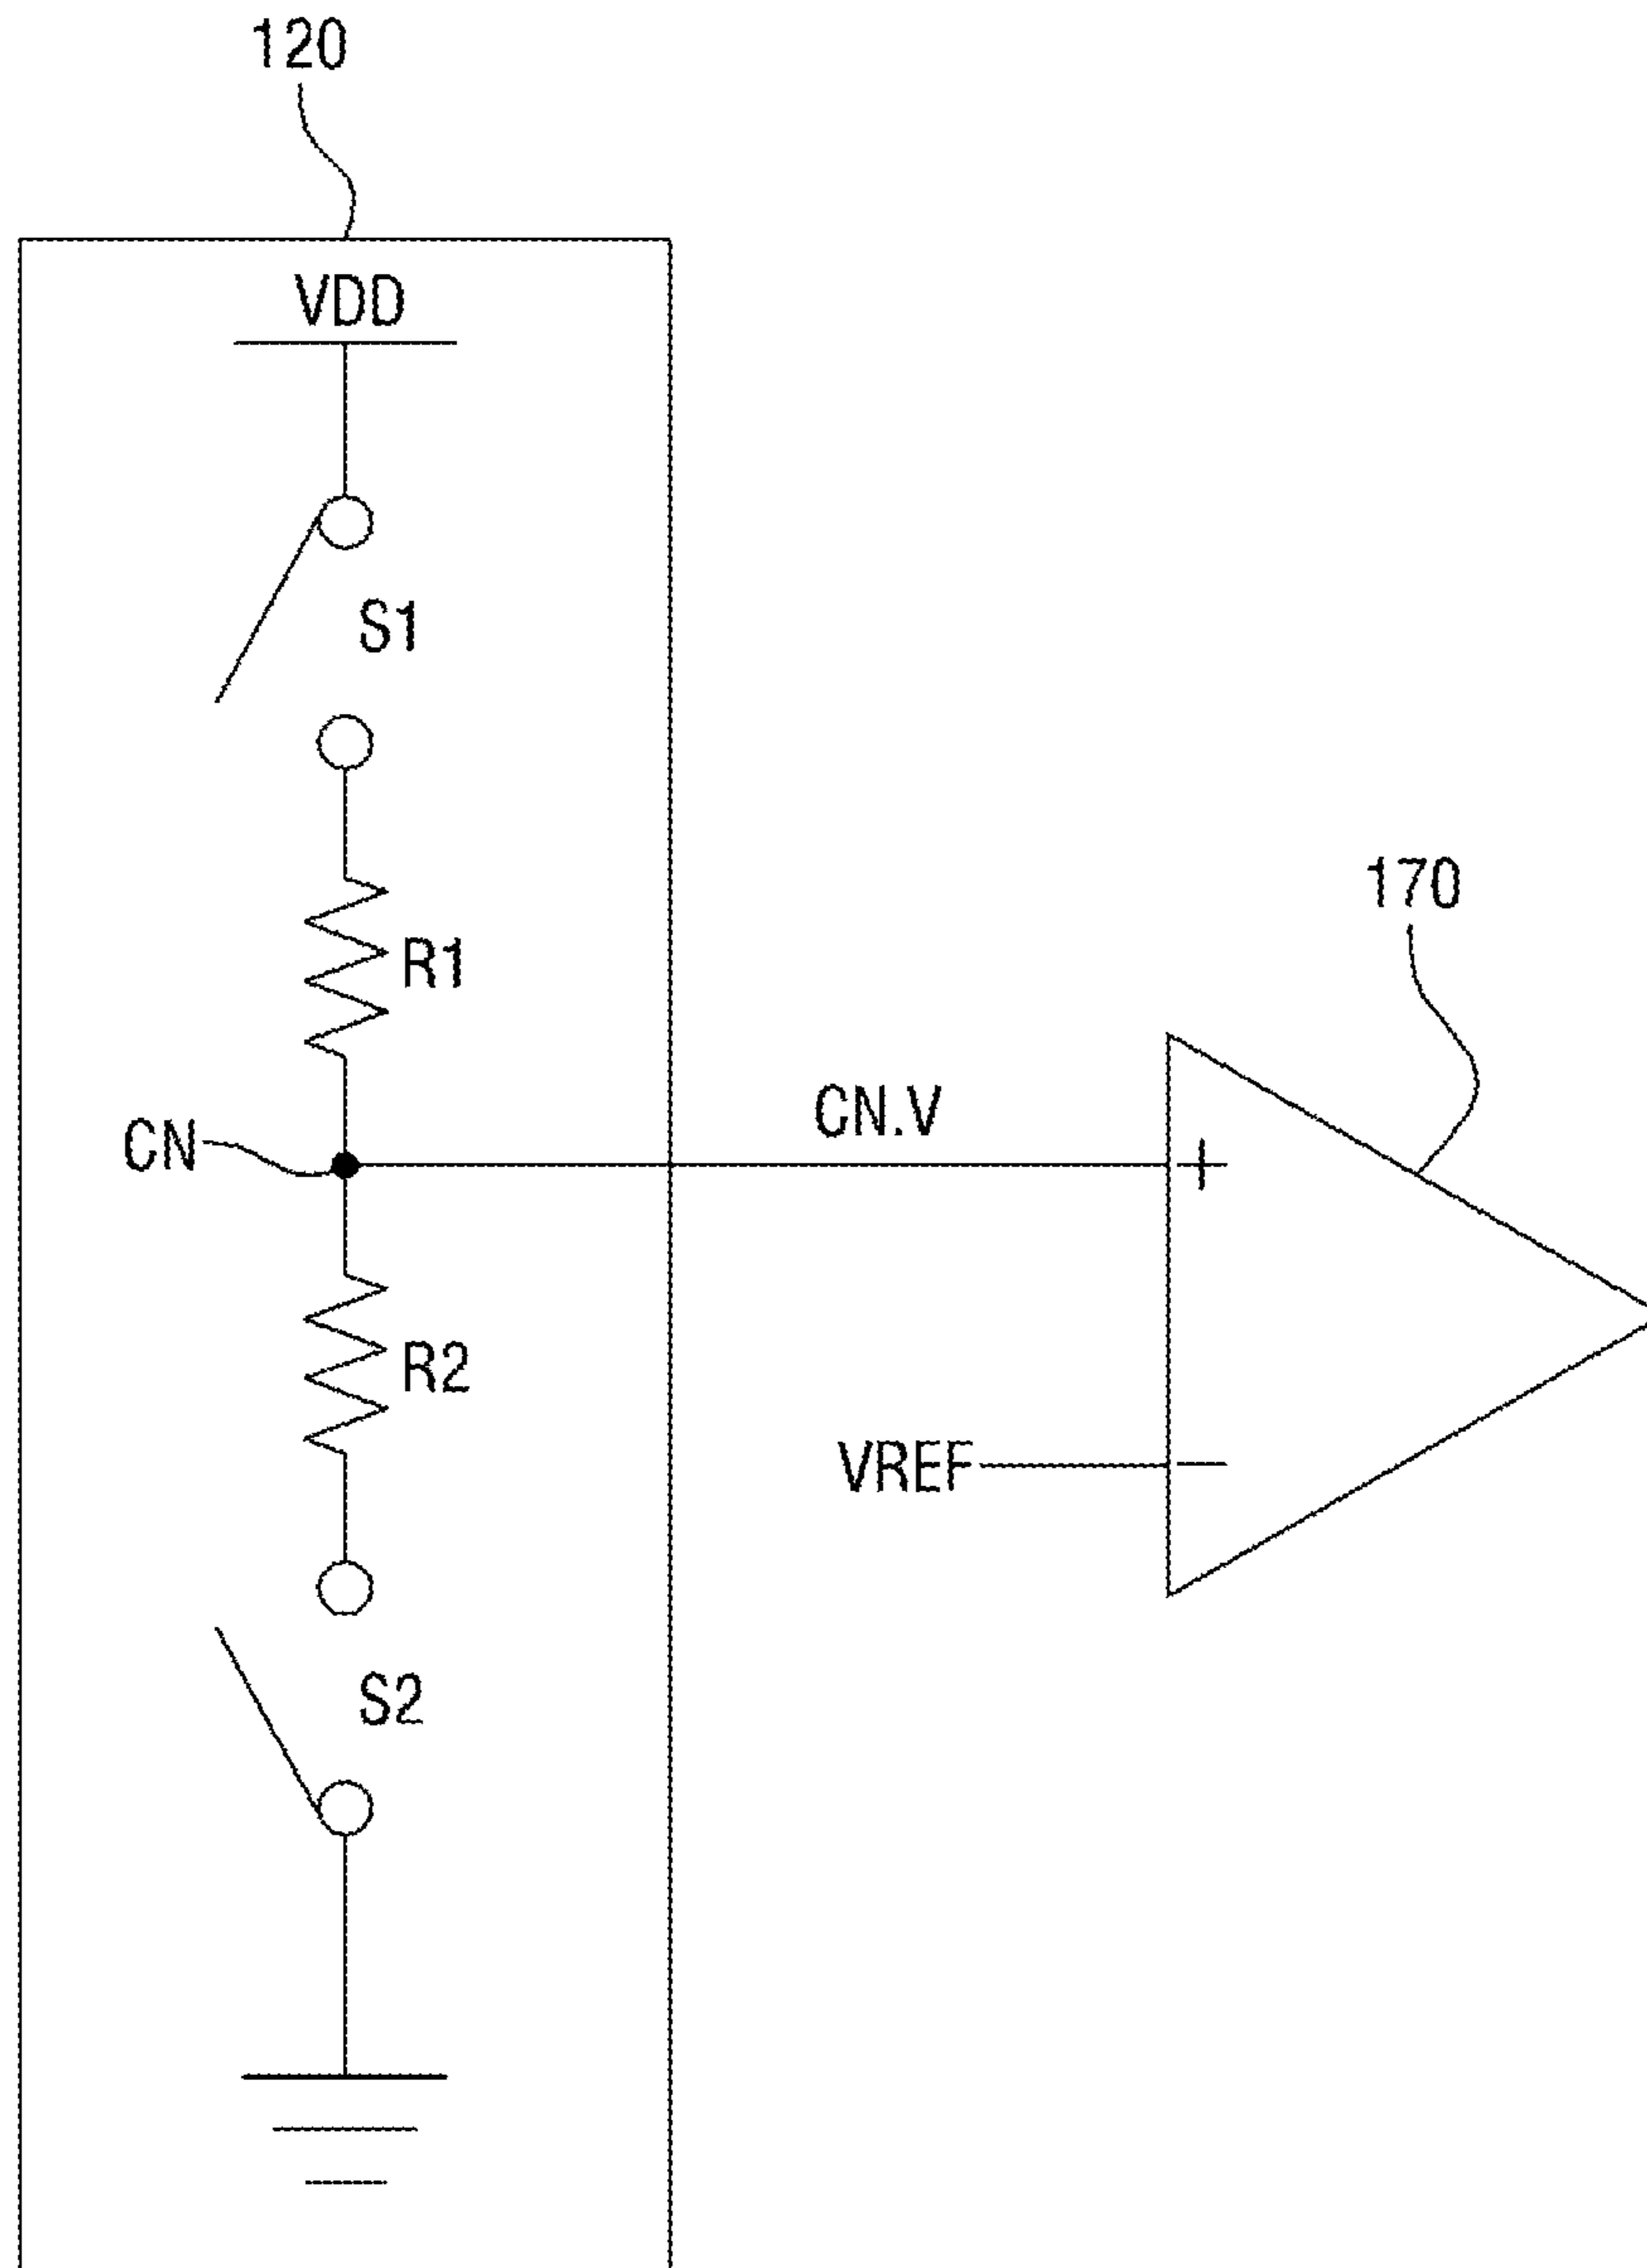 120
VDD
S1
R1
170
CN.V
CN
+
R2
VREF
−
S2